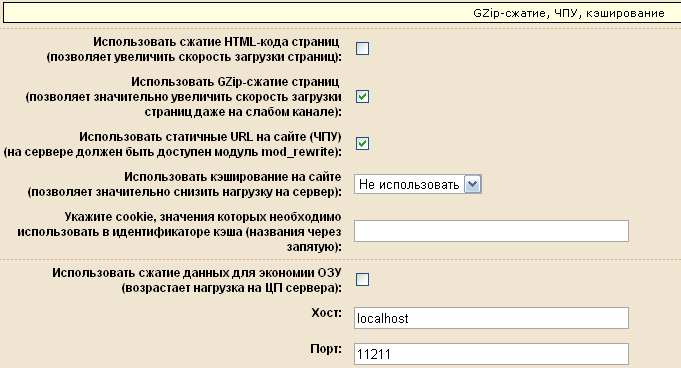 GZip-сжатие, ЧПУ, кэширование
Использовать сжатие HTML-кода страниц
(позволяет увеличить скорость загрузки страниц):
Использовать GZip-сжатие страниц
(позволяет значительно увеличить скорость загрузки
страниц даже на слабом канале):
Использовать статичные URL на сайте (ЧПУ)
(на сервере должен быть доступен модуль mod_rewrite):
Использовать кэширование на сайте
(позволяет значительно снизить нагрузку на сервер):
Не использовать
Укажите cookie, значения которых необходимо
использовать в идентификаторе кэша (названия через
запятую):
Использовать сжатие данных для экономии ОЗУ
(возрастает нагрузка на ЦП сервера):
Хост:
localhost
Порт:
11211